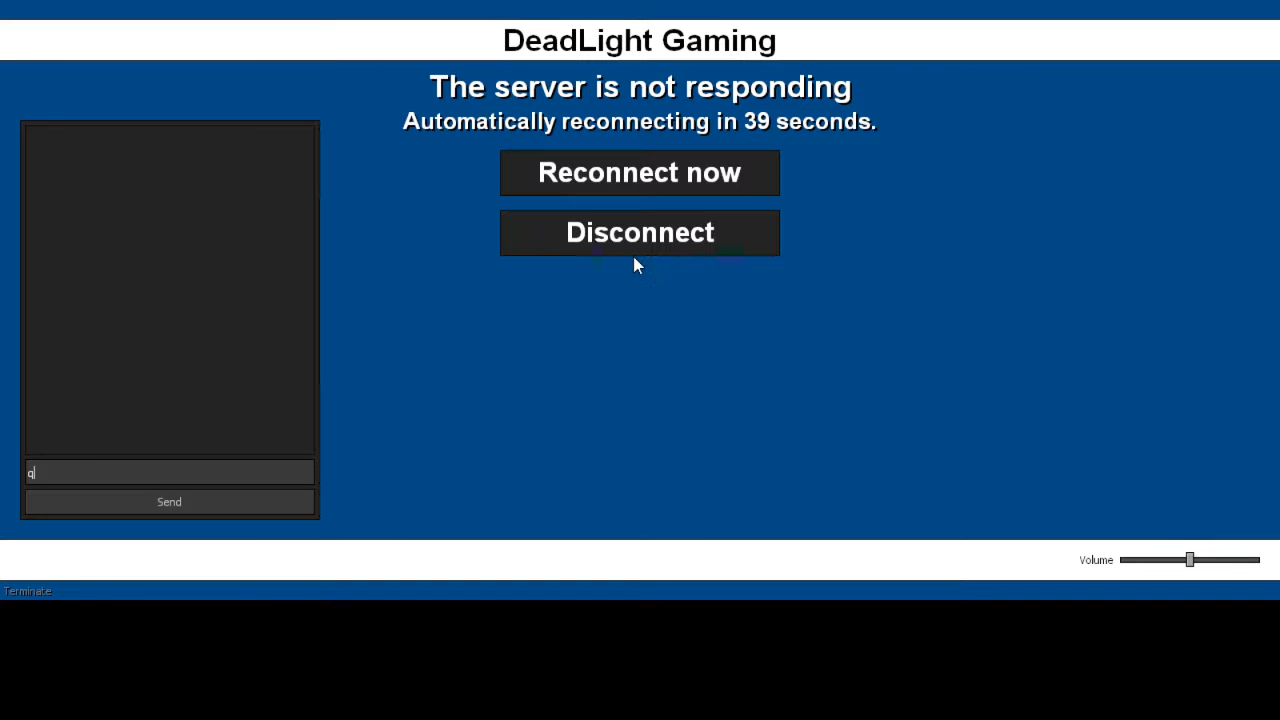 DeadLight Gaming
The server is not responding
Automatically reconnecting in 39 seconds.
Reconnect now
Disconnect
q
Send
Volume
Terminate